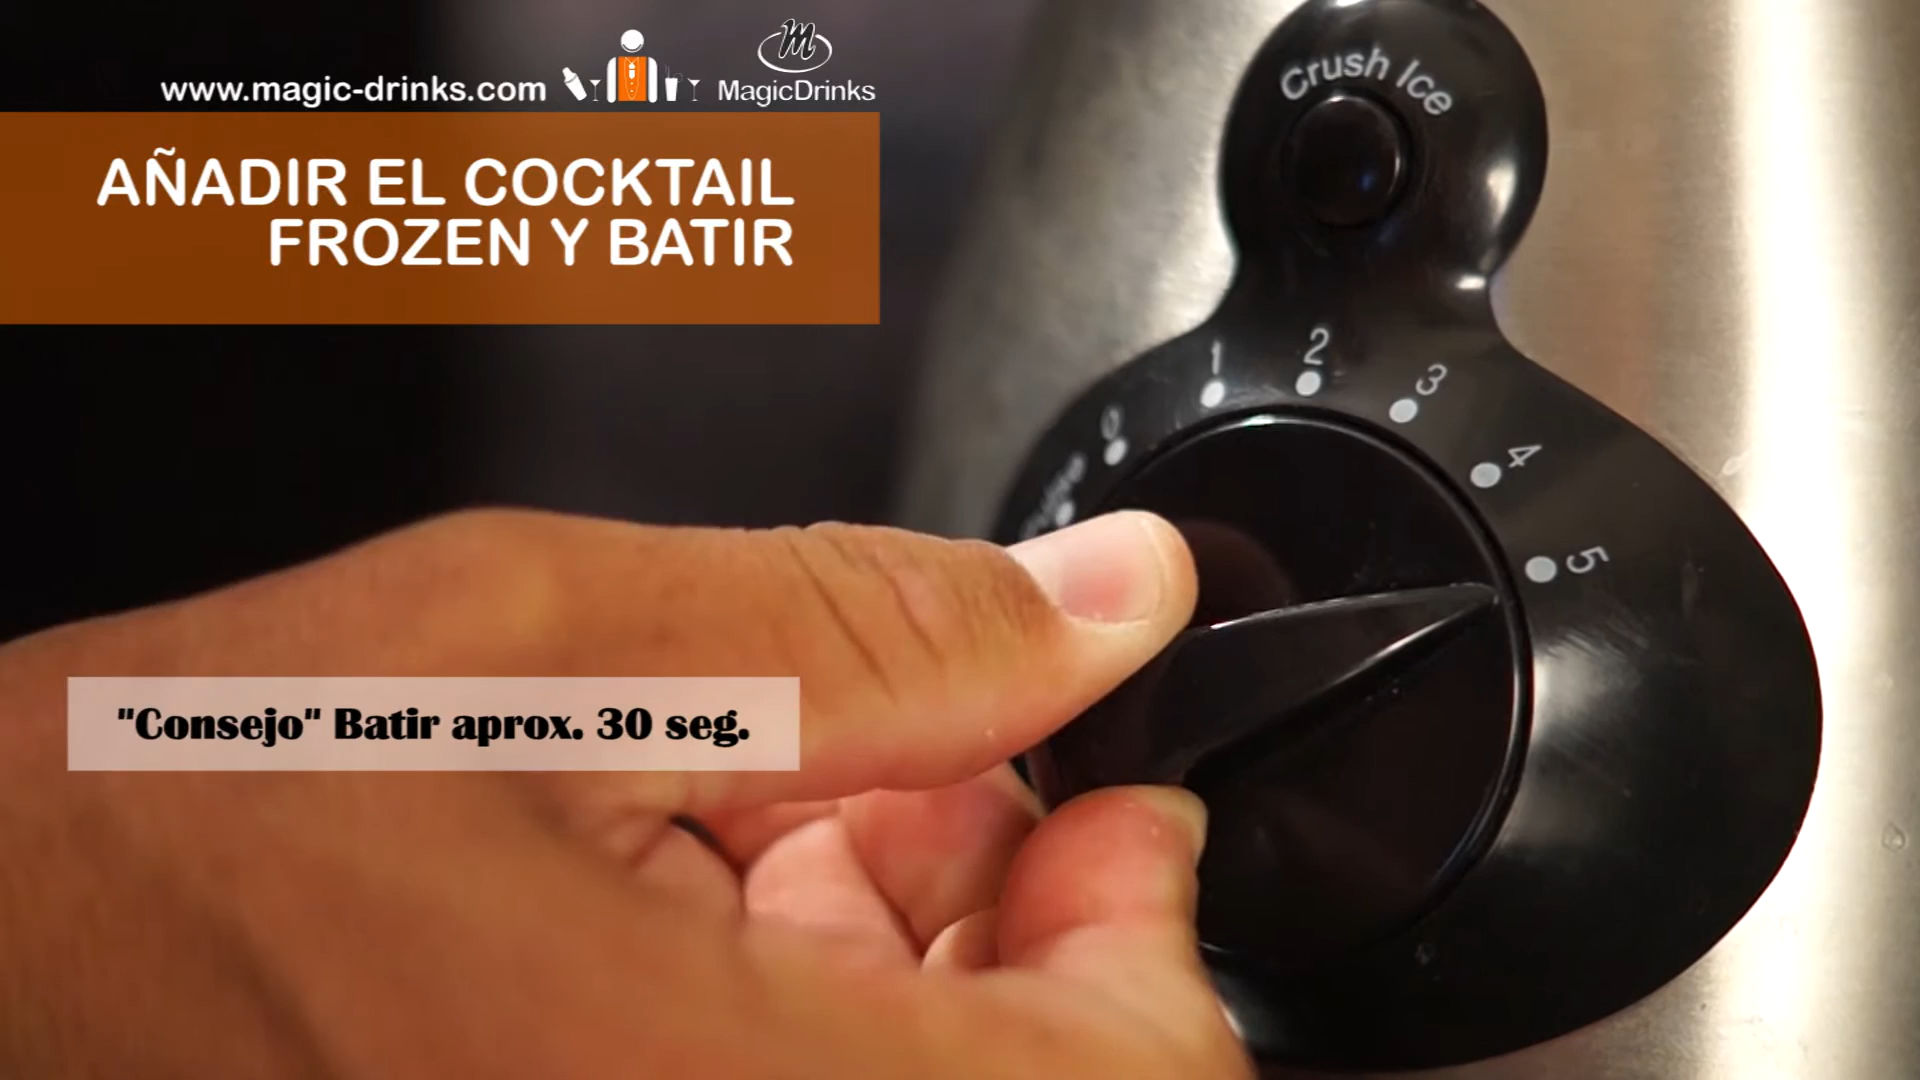 www.magic-drinks.com
MagicDrinks
AÑADIR EL COCKTAIL
FROZEN Y BATIR
Crush Ice
0
1
2
3
4
5
"Consejo" Batir aprox. 30 seg.